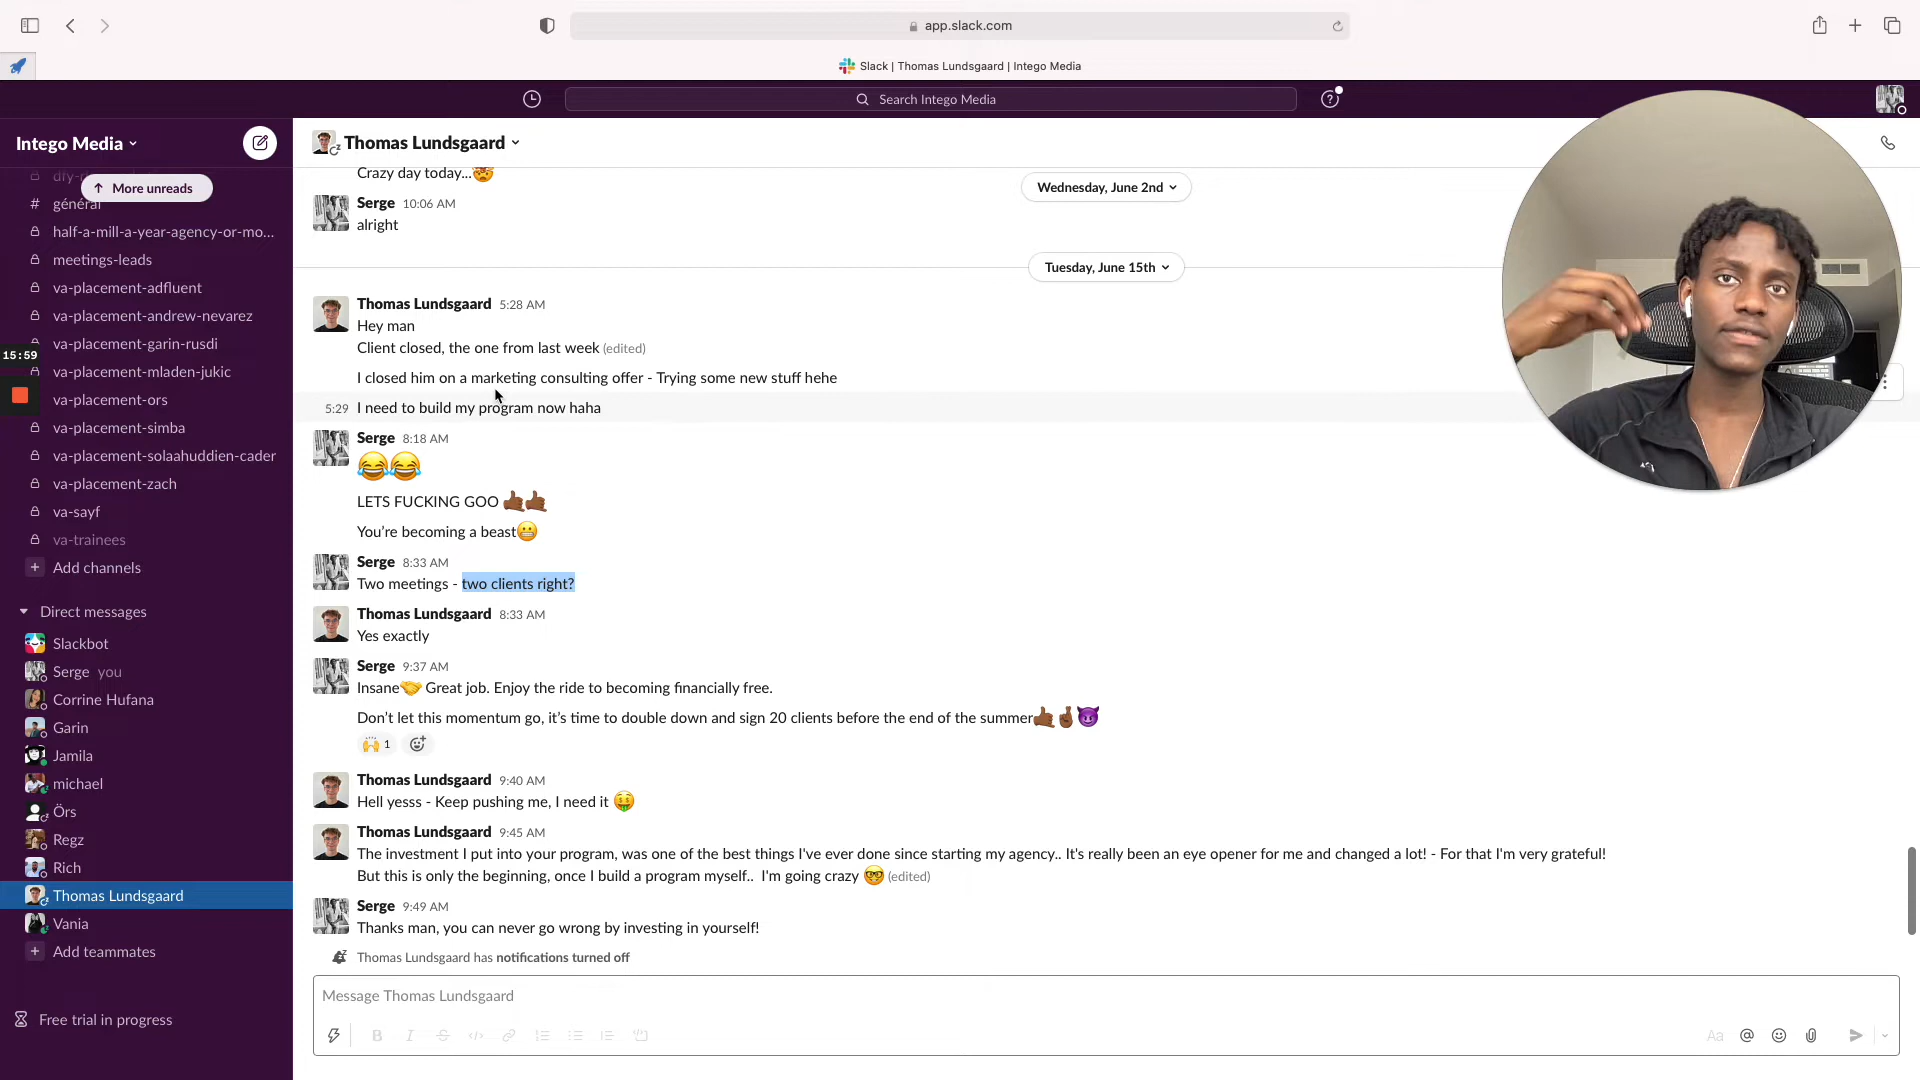 app.slack.com
Slack | Thomas Lundsgaard | Intego Media
Search Intego Media
Intego Media
More unreads
# général
half-a-mill-a-year-agency-or-mo...
meetings-leads
va-placement-adfluent
va-placement-andrew-nevarez
va-placement-garin-rusdi
va-placement-mladen-jukic
va-placement-ors
va-placement-simba
va-placement-solaahuddien-cader
va-placement-zach
va-sayf
va-trainees
+ Add channels
15:59
Direct messages
Slackbot
Serge you
Corrine Hufana
Garin
Jamila
michael
Örs
Regz
Rich
Thomas Lundsgaard
Vania
+ Add teammates
Free trial in progress
Thomas Lundsgaard
Crazy day today...🤯
Wednesday, June 2nd
Serge 10:06 AM
alright
Tuesday, June 15th
Thomas Lundsgaard 5:28 AM
Hey man
Client closed, the one from last week (edited)
I closed him on a marketing consulting offer - Trying some new stuff hehe
5:29 I need to build my program now haha
Serge 8:18 AM
😂😂
LETS FUCKING GOO 🤙🏾🤙🏾
You’re becoming a beast😬
Serge 8:33 AM
Two meetings - two clients right?
Thomas Lundsgaard 8:33 AM
Yes exactly
Serge 9:37 AM
Insane🤝 Great job. Enjoy the ride to becoming financially free.
Don’t let this momentum go, it’s time to double down and sign 20 clients before the end of the summer🤙🏾🤞🏾😈
🙌 1
Thomas Lundsgaard 9:40 AM
Hell yesss - Keep pushing me, I need it 🤑
Thomas Lundsgaard 9:45 AM
The investment I put into your program, was one of the best things I've ever done since starting my agency.. It's really been an eye opener for me and changed a lot! - For that I'm very grateful!
But this is only the beginning, once I build a program myself.. I'm going crazy 🤓 (edited)
Serge 9:49 AM
Thanks man, you can never go wrong by investing in yourself!
Thomas Lundsgaard has notifications turned off
Message Thomas Lundsgaard
B I S
Aa @